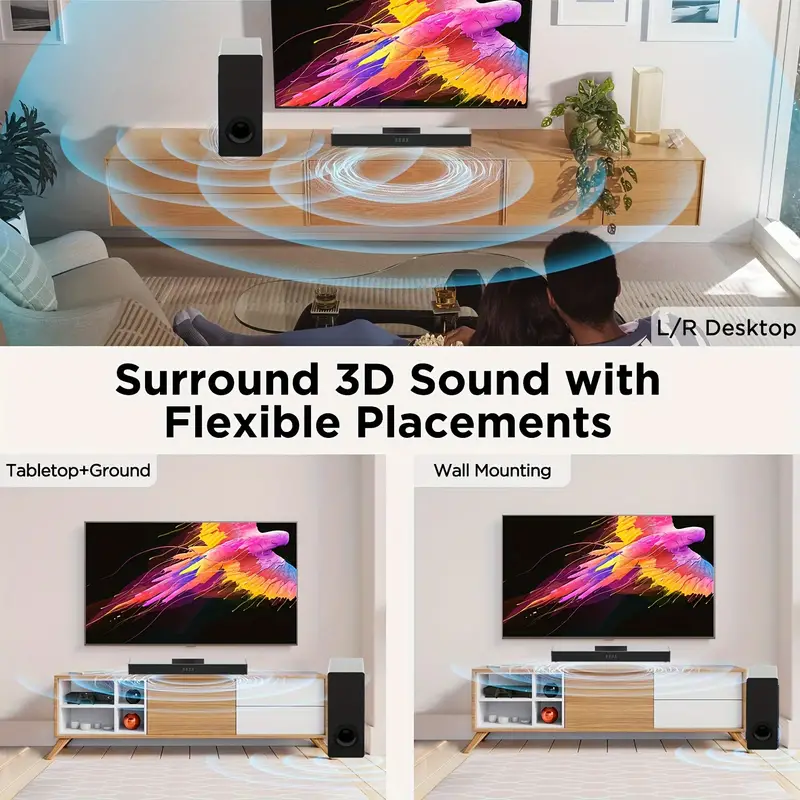 L/R Desktop
Surround 3D Sound with
Flexible Placements
Tabletop+Ground
Wall Mounting